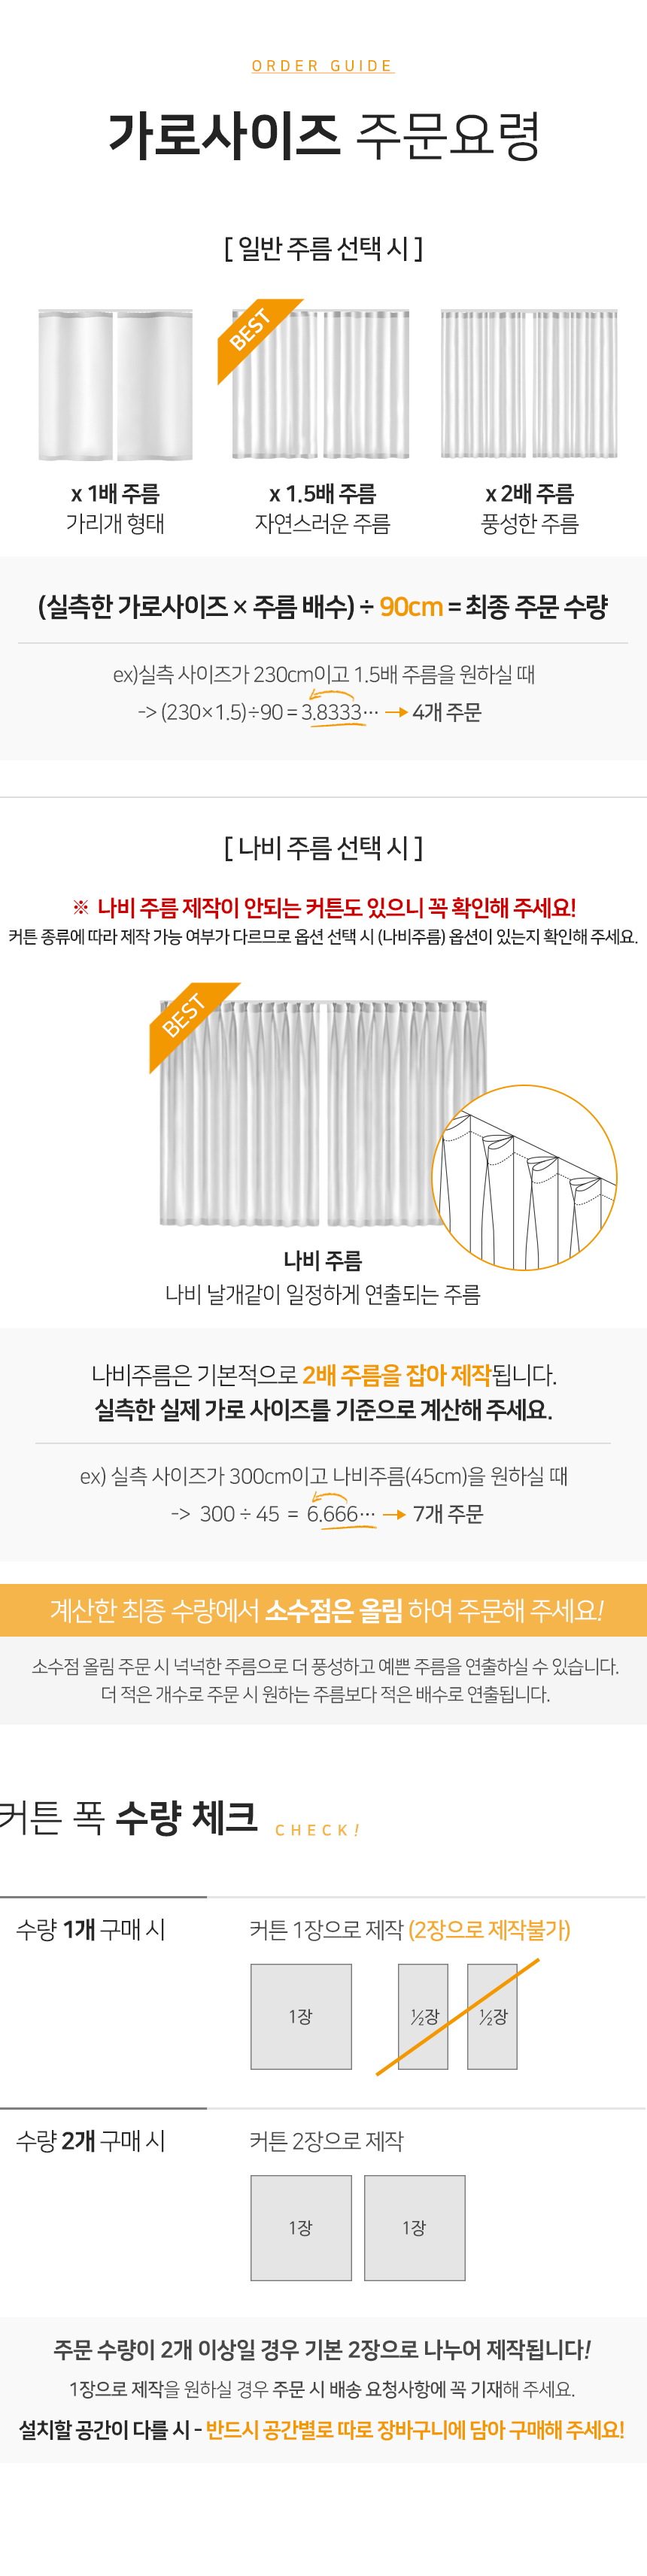 ORDER GUIDE
가로사이즈 주문요령
[ 일반 주름 선택 시 ]
BEST
x 1배 주름
가리개 형태
x 1.5배 주름
자연스러운 주름
x 2배 주름
풍성한 주름
(실측한 가로사이즈 × 주름 배수) ÷ 90cm = 최종 주문 수량
ex)실측 사이즈가 230cm이고 1.5배 주름을 원하실 때
-> (230×1.5)÷90 = 3.8333··· → 4개 주문
[ 나비 주름 선택 시 ]
※ 나비 주름 제작이 안되는 커튼도 있으니 꼭 확인해 주세요!
커튼 종류에 따라 제작 가능 여부가 다르므로 옵션 선택 시 (나비주름) 옵션이 있는지 확인해 주세요.
BEST
나비 주름
나비 날개같이 일정하게 연출되는 주름
나비주름은 기본적으로 2배 주름을 잡아 제작됩니다.
실측한 실제 가로 사이즈를 기준으로 계산해 주세요.
ex) 실측 사이즈가 300cm이고 나비주름(45cm)을 원하실 때
-> 300 ÷ 45 = 6.666··· → 7개 주문
계산한 최종 수량에서 소수점은 올림 하여 주문해 주세요!
소수점 올림 주문 시 넉넉한 주름으로 더 풍성하고 예쁜 주름을 연출하실 수 있습니다.
더 적은 개수로 주문 시 원하는 주름보다 적은 배수로 연출됩니다.
커튼 폭 수량 체크 CHECK!
수량 1개 구매 시
커튼 1장으로 제작 (2장으로 제작불가)
1장
½장
½장
수량 2개 구매 시
커튼 2장으로 제작
1장
1장
주문 수량이 2개 이상일 경우 기본 2장으로 나누어 제작됩니다!
1장으로 제작을 원하실 경우 주문 시 배송 요청사항에 꼭 기재해 주세요.
설치할 공간이 다를 시 - 반드시 공간별로 따로 장바구니에 담아 구매해 주세요!